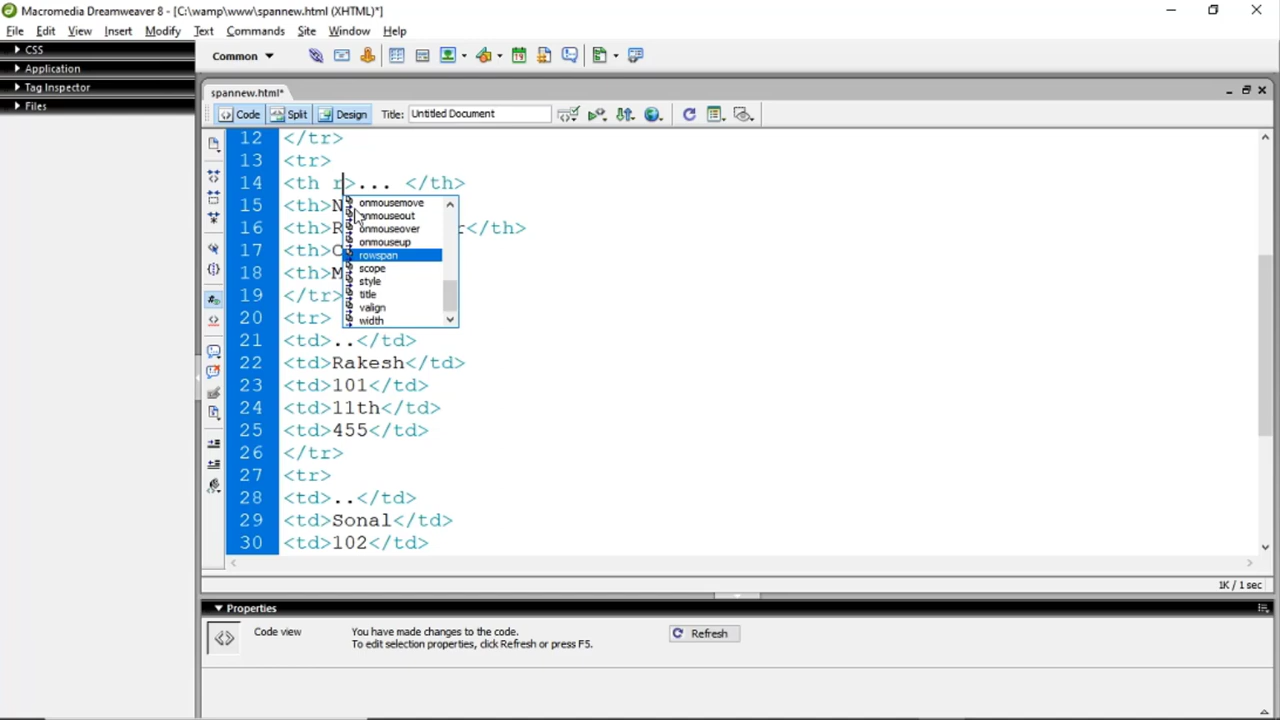 Macromedia Dreamweaver 8 - [C:\wamp\www\spannew.html (XHTML)*]
File Edit View Insert Modify Text Commands Site Window Help
CSS
Application
Tag Inspector
Files
Common
spannew.html*
Code Split Design Title: Untitled Document
12 </tr>
13 <tr>
14 <th r>... </th>
15 <th>N
16 <th>R r</th>
17 <th>C
18 <th>M
19 </tr>
20 <tr>
21 <td>..</td>
22 <td>Rakesh</td>
23 <td>101</td>
24 <td>11th</td>
25 <td>455</td>
26 </tr>
27 <tr>
28 <td>..</td>
29 <td>Sonal</td>
30 <td>102</td>
onmousemove
onmouseout
onmouseover
onmouseup
rowspan
scope
style
title
valign
width
1K / 1 sec
Properties
Code view
You have made changes to the code.
To edit selection properties, click Refresh or press F5.
Refresh